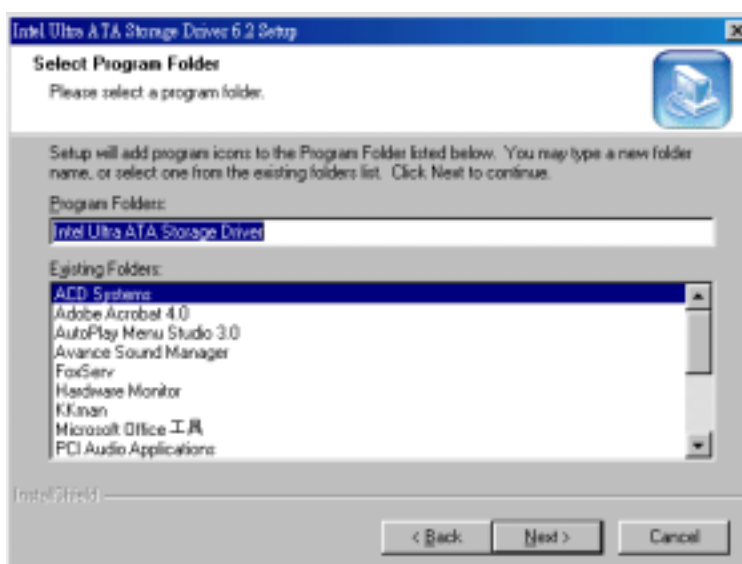 Intel Ultra ATA Storage Driver 6.2 Setup
Select Program Folder
Please select a program folder.
Setup will add program icons to the Program Folder listed below. You may type a new folder
name, or select one from the existing folders list. Click Next to continue.
Program Folders:
Intel Ultra ATA Storage Driver
Existing Folders:
ACD Systems
Adobe Acrobat 4.0
AutoPlay Menu Studio 3.0
Avance Sound Manager
FoxServ
Hardware Monitor
KKman
Microsoft Office 工具
PCI Audio Applications
InstallShield
< Back
Next >
Cancel